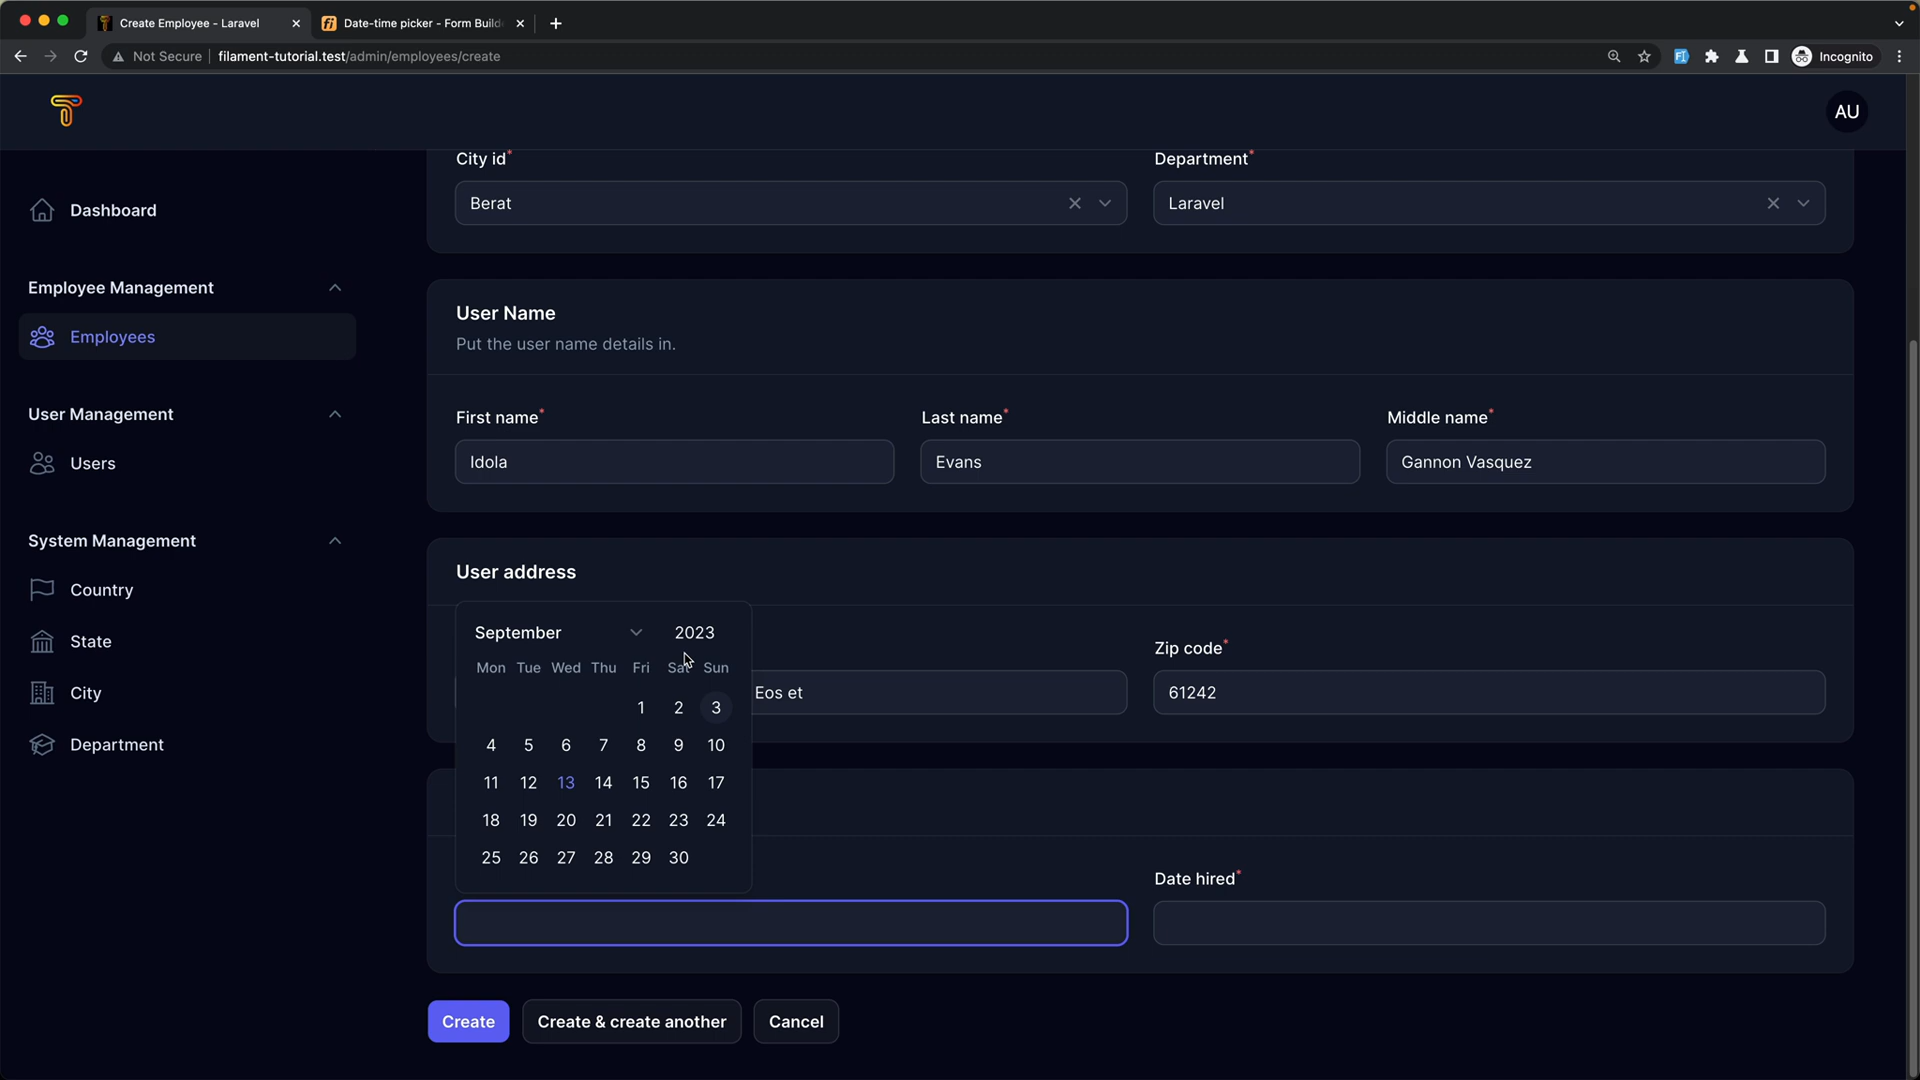 Create Employee - Laravel
Date-time picker - Form Build
Not Secure
filament-tutorial.test/admin/employees/create
Incognito
AU
Dashboard
Employee Management
Employees
User Management
Users
System Management
Country
State
City
Department
City id*
Department*
Berat
Laravel
User Name
Put the user name details in.
First name*
Last name*
Middle name*
Idola
Evans
Gannon Vasquez
User address
Zip code*
Eos et
61242
September 2023
Mon Tue Wed Thu Fri Sat Sun
1 2 3
4 5 6 7 8 9 10
11 12 13 14 15 16 17
18 19 20 21 22 23 24
25 26 27 28 29 30
Date hired*
Create
Create & create another
Cancel